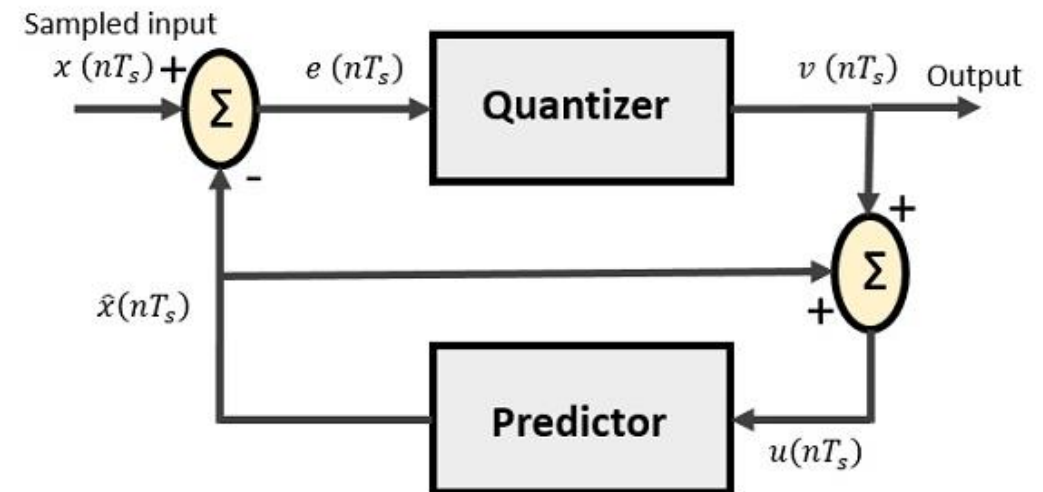 Sampled input
x (nTₛ) +
e (nTₛ)
v (nTₛ)
Output
Σ
Quantizer
-
+
Σ
+
x̂(nTₛ)
Predictor
u(nTₛ)